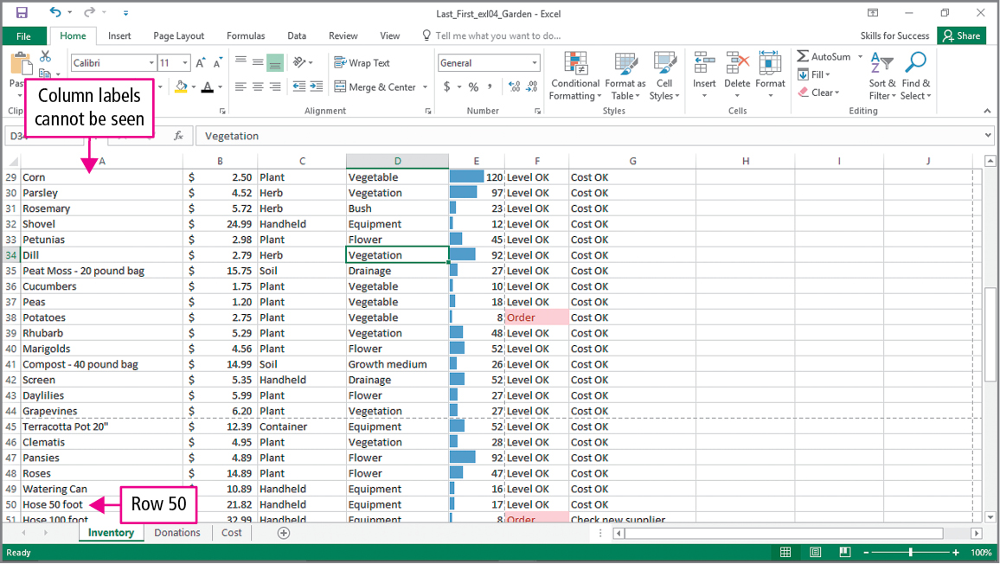 Last_First_exl04_Garden - Excel
File Home Insert Page Layout Formulas Data Review View Tell me what you want to do... Skills for Success Share
Calibri 11 Wrap Text General AutoSum
Conditional Format as Cell Insert Delete Format Fill Sort & Find &
Merge & Center $ % , Formatting Table Styles Clear Filter Select
Alignment Number Styles Cells Editing
Column labels
cannot be seen
fx Vegetation
A B C D E F G H I J
29 Corn $ 2.50 Plant Vegetable 120 Level OK Cost OK
30 Parsley $ 4.52 Herb Vegetation 97 Level OK Cost OK
31 Rosemary $ 5.72 Herb Bush 23 Level OK Cost OK
32 Shovel $ 24.99 Handheld Equipment 12 Level OK Cost OK
33 Petunias $ 2.98 Plant Flower 45 Level OK Cost OK
34 Dill $ 2.79 Herb Vegetation 92 Level OK Cost OK
35 Peat Moss - 20 pound bag $ 15.75 Soil Drainage 27 Level OK Cost OK
36 Cucumbers $ 1.75 Plant Vegetable 10 Level OK Cost OK
37 Peas $ 1.20 Plant Vegetable 18 Level OK Cost OK
38 Potatoes $ 2.75 Plant Vegetable 8 Order Cost OK
39 Rhubarb $ 5.29 Plant Vegetation 48 Level OK Cost OK
40 Marigolds $ 4.56 Plant Flower 52 Level OK Cost OK
41 Compost - 40 pound bag $ 14.99 Soil Growth medium 26 Level OK Cost OK
42 Screen $ 5.35 Handheld Drainage 52 Level OK Cost OK
43 Daylilies $ 5.99 Plant Flower 27 Level OK Cost OK
44 Grapevines $ 6.20 Plant Vegetation 27 Level OK Cost OK
45 Terracotta Pot 20" $ 12.39 Container Equipment 52 Level OK Cost OK
46 Clematis $ 4.95 Plant Vegetation 28 Level OK Cost OK
47 Pansies $ 4.89 Plant Flower 92 Level OK Cost OK
48 Roses $ 14.89 Plant Flower 47 Level OK Cost OK
49 Watering Can 10.89 Handheld Equipment 16 Level OK Cost OK
50 Hose 50 foot 21.82 Handheld Equipment 17 Level OK Cost OK
Row 50
51 Hose 100 foot 32.99 Handheld Equipment 8 Order Check new supplier
Inventory Donations Cost
Ready 100%